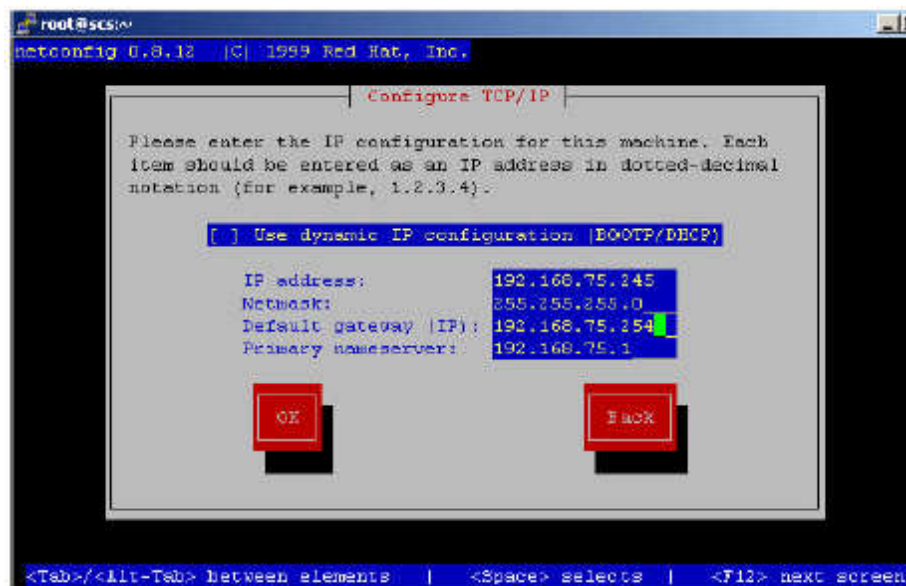 root@scs:~
netconfig 0.8.12 (C) 1999 Red Hat, Inc.
Configure TCP/IP
Please enter the IP configuration for this machine. Each
item should be entered as an IP address in dotted-decimal
notation (for example, 1.2.3.4).
[ ] Use dynamic IP configuration (BOOTP/DHCP)
IP address: 192.168.75.245
Netmask: 255.255.255.0
Default gateway (IP): 192.168.75.254
Primary nameserver: 192.168.75.1
OK Back
<Tab>/<Alt-Tab> between elements | <Space> selects | <F12> next screen